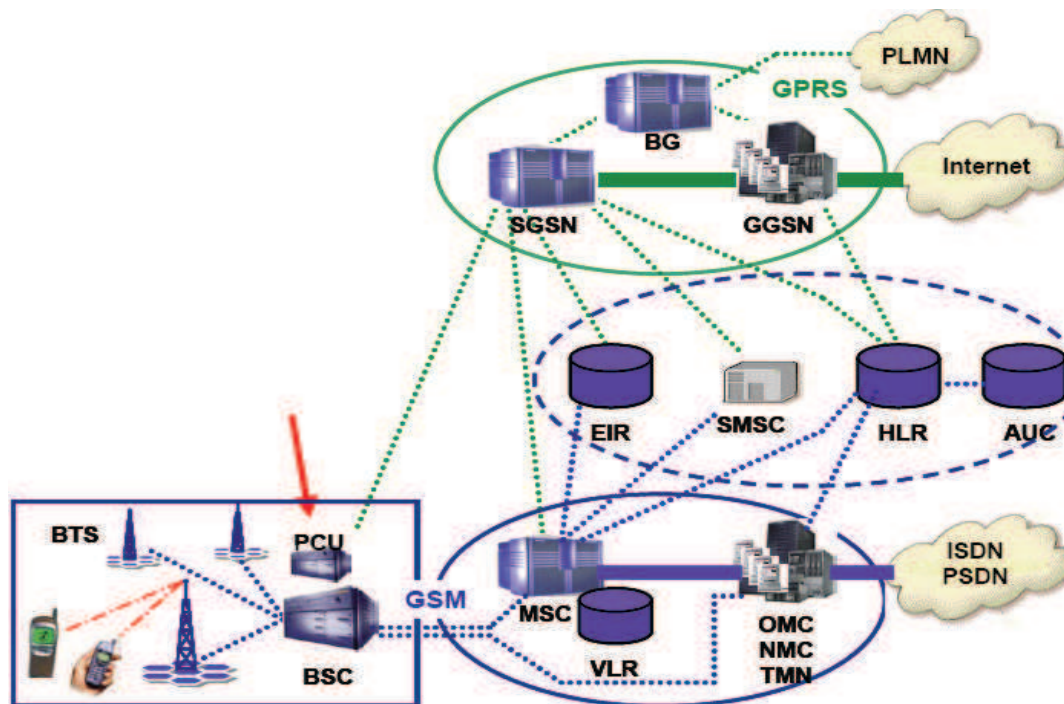 PLMN
GPRS
BG
Internet
SGSN
GGSN
EIR
SMSC
HLR
AUC
BTS
PCU
GSM
BSC
MSC
VLR
OMC
NMC
TMN
ISDN
PSDN